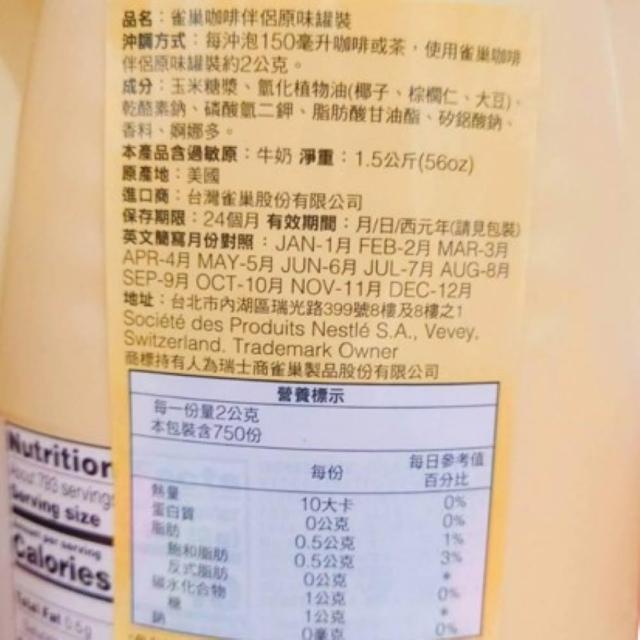 品名：雀巢咖啡伴侶原味罐裝
沖調方式：每沖泡150毫升咖啡或茶，使用雀巢咖啡
伴侶原味罐裝約2公克。
成分：玉米糖漿、氫化植物油(椰子、棕櫚仁、大豆)、
乾酪素鈉、磷酸氫二鉀、脂肪酸甘油酯、矽鋁酸鈉、
香料、婀娜多。
本產品含過敏原：牛奶 淨重：1.5公斤(56oz)
原產地：美國
進口商：台灣雀巢股份有限公司
保存期限：24個月 有效期間：月/日/西元年(請見包裝)
英文簡寫月份對照：JAN-1月 FEB-2月 MAR-3月
APR-4月 MAY-5月 JUN-6月 JUL-7月 AUG-8月
SEP-9月 OCT-10月 NOV-11月 DEC-12月
地址：台北市內湖區瑞光路399號8樓及8樓之1
Société des Produits Nestlé S.A., Vevey,
Switzerland. Trademark Owner
商標持有人為瑞士商雀巢製品股份有限公司
營養標示
每一份量2公克
本包裝含750份
每份 每日參考值
百分比
熱量 10大卡 0%
蛋白質 0公克 0%
脂肪 0.5公克 1%
飽和脂肪 0.5公克 3%
反式脂肪 0公克 *
碳水化合物 1公克 0%
糖 1公克 *
鈉 0毫克 0%
Nutrition
About 793 servings
Serving size
Amount per serving
Calories
Total Fat 0.5g